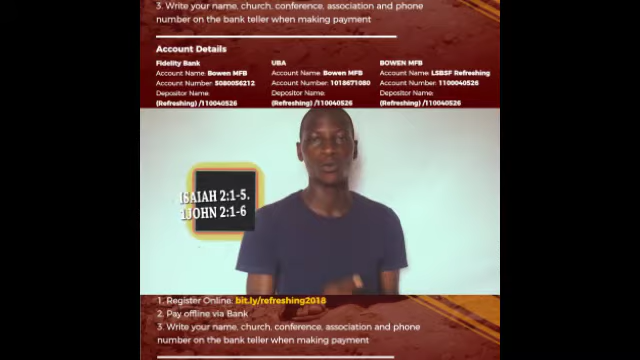 3. Write your name, church, conference, association and phone
number on the bank teller when making payment
Account Details
Fidelity Bank
Account Name: Bowen MFB
Account Number: 5080056212
Depositor Name:
(Refreshing) /110040526
UBA
Account Name: Bowen MFB
Account Number: 1018671080
Depositor Name:
(Refreshing) /110040526
BOWEN MFB
Account Name: LSBSF Refreshing
Account Number: 1100040526
Depositor Name:
(Refreshing) /110040526
ISAIAH 2:1-5.
1JOHN 2:1-6
1. Register Online: bit.ly/refreshing2018
2. Pay offline via Bank
3. Write your name, church, conference, association and phone
number on the bank teller when making payment